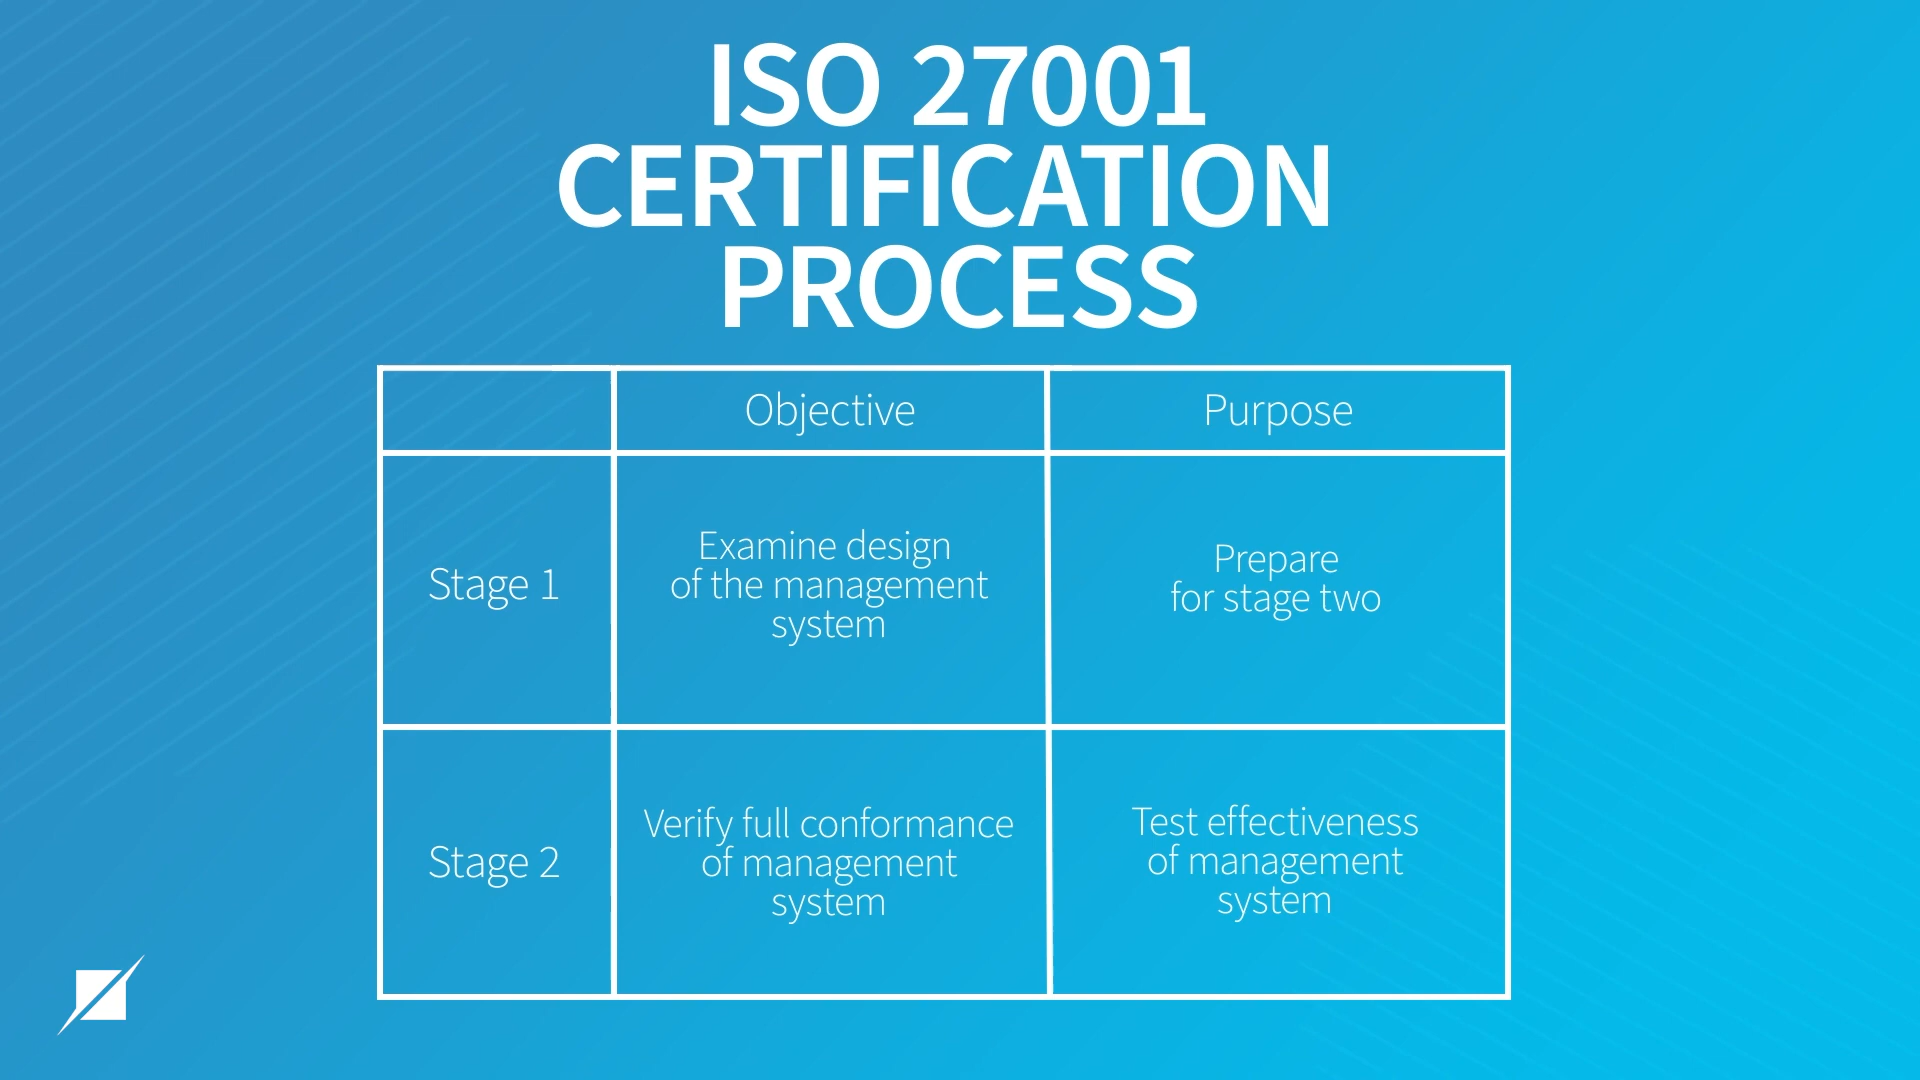 ISO 27001
CERTIFICATION
PROCESS
Objective
Purpose
Stage 1
Examine design
of the management
system
Prepare
for stage two
Stage 2
Verify full conformance
of management
system
Test effectiveness
of management
system